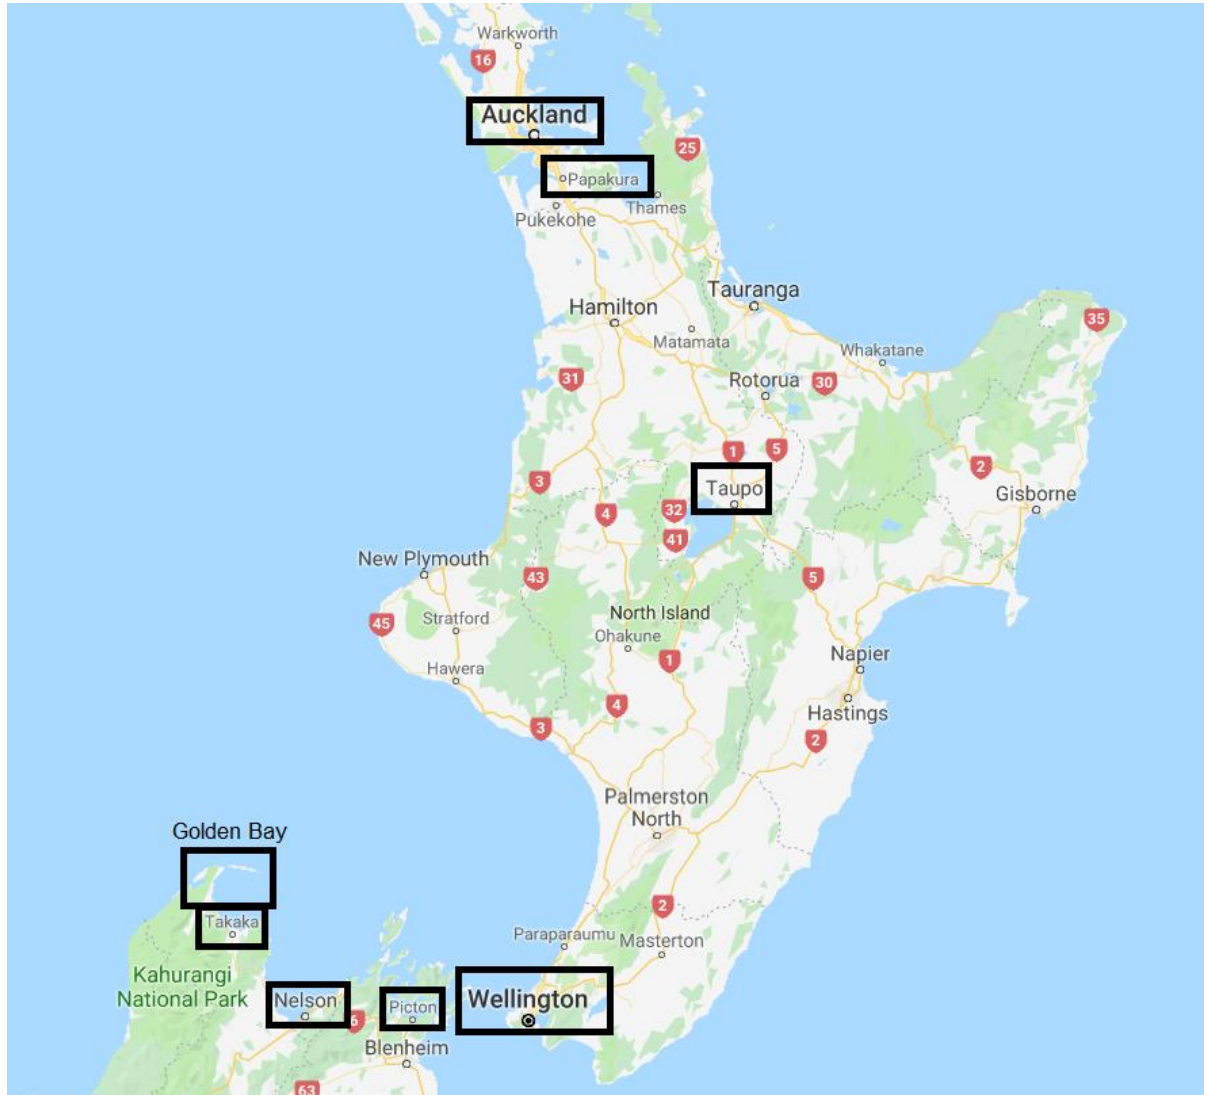 Warkworth
16
Auckland
25
Papakura
Thames
Pukekohe
Tauranga
Hamilton
35
Matamata
Whakatane
31
Rotorua
30
1
5
2
3
Taupo
Gisborne
32
4
41
New Plymouth
43
5
North Island
Stratford
45
Ohakune
Napier
1
Hawera
4
Hastings
3
2
Palmerston
North
Golden Bay
2
Takaka
Paraparaumu
Masterton
Kahurangi
National Park
Nelson
Picton
Wellington
6
Blenheim
63